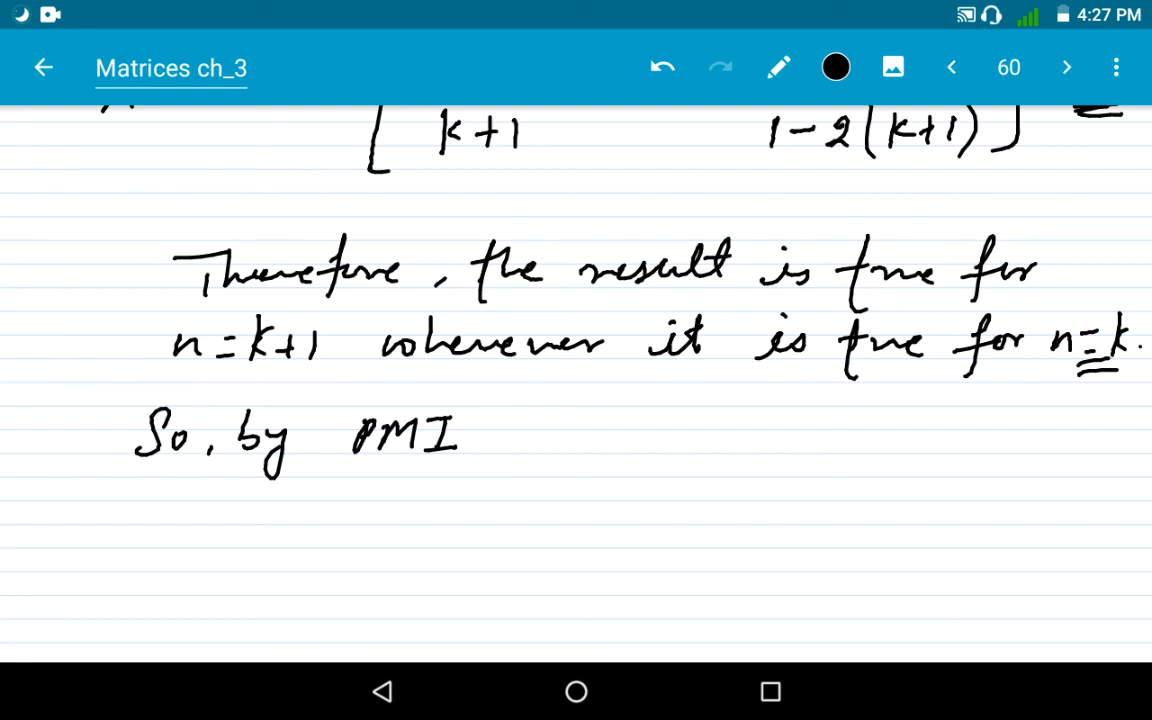 4:27 PM
Matrices ch_3 60
k+1 1-2(k+1)
Therefore, the result is true for
n=k+1 whenever it is true for n=k.
So, by PMI